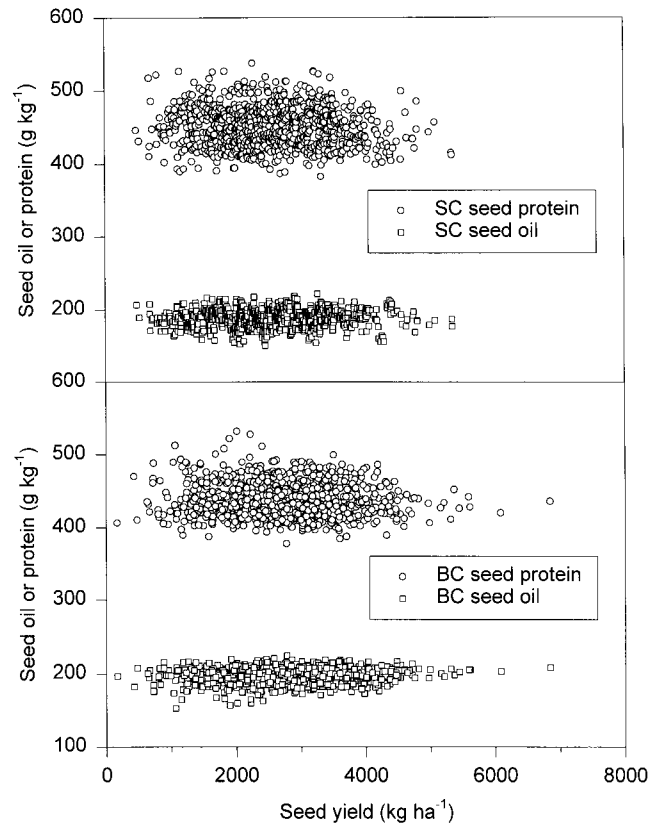 600
500
400
300
200
Seed oil or protein (g kg⁻¹)
SC seed protein
SC seed oil
600
500
400
300
200
100
Seed oil or protein (g kg⁻¹)
BC seed protein
BC seed oil
0
2000
4000
6000
8000
Seed yield (kg ha⁻¹)